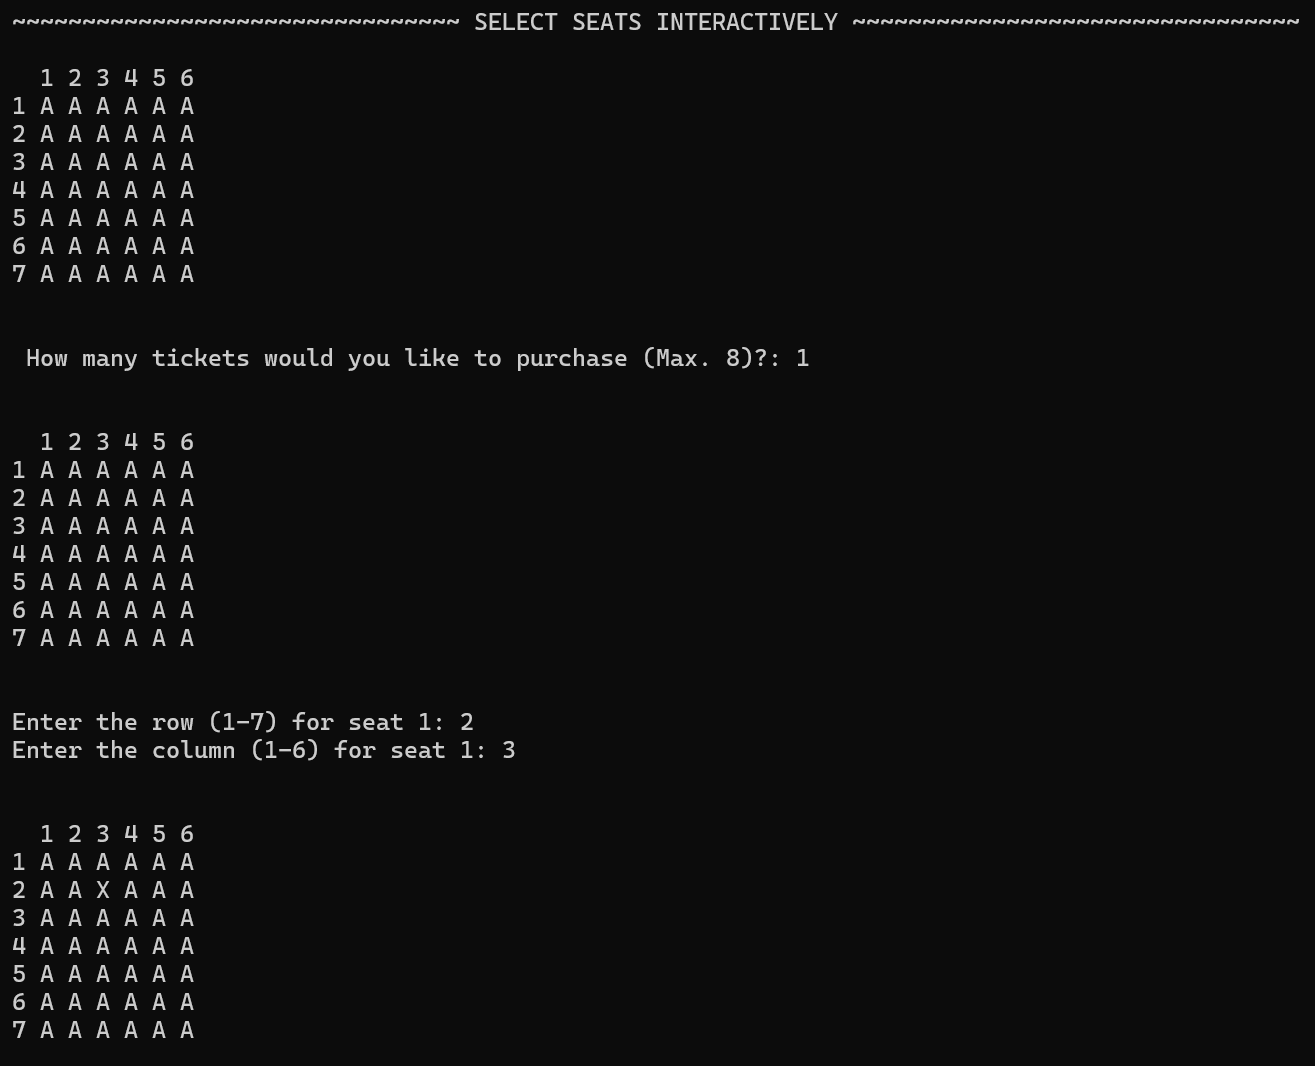 ~~~~~~~~~~~~~~~~~~~~~~~~~~~~~~~~ SELECT SEATS INTERACTIVELY ~~~~~~~~~~~~~~~~~~~~~~~~~~~~~~~~
  1 2 3 4 5 6
1 A A A A A A
2 A A A A A A
3 A A A A A A
4 A A A A A A
5 A A A A A A
6 A A A A A A
7 A A A A A A
 How many tickets would you like to purchase (Max. 8)?: 1
  1 2 3 4 5 6
1 A A A A A A
2 A A A A A A
3 A A A A A A
4 A A A A A A
5 A A A A A A
6 A A A A A A
7 A A A A A A
Enter the row (1-7) for seat 1: 2
Enter the column (1-6) for seat 1: 3
  1 2 3 4 5 6
1 A A A A A A
2 A A X A A A
3 A A A A A A
4 A A A A A A
5 A A A A A A
6 A A A A A A
7 A A A A A A